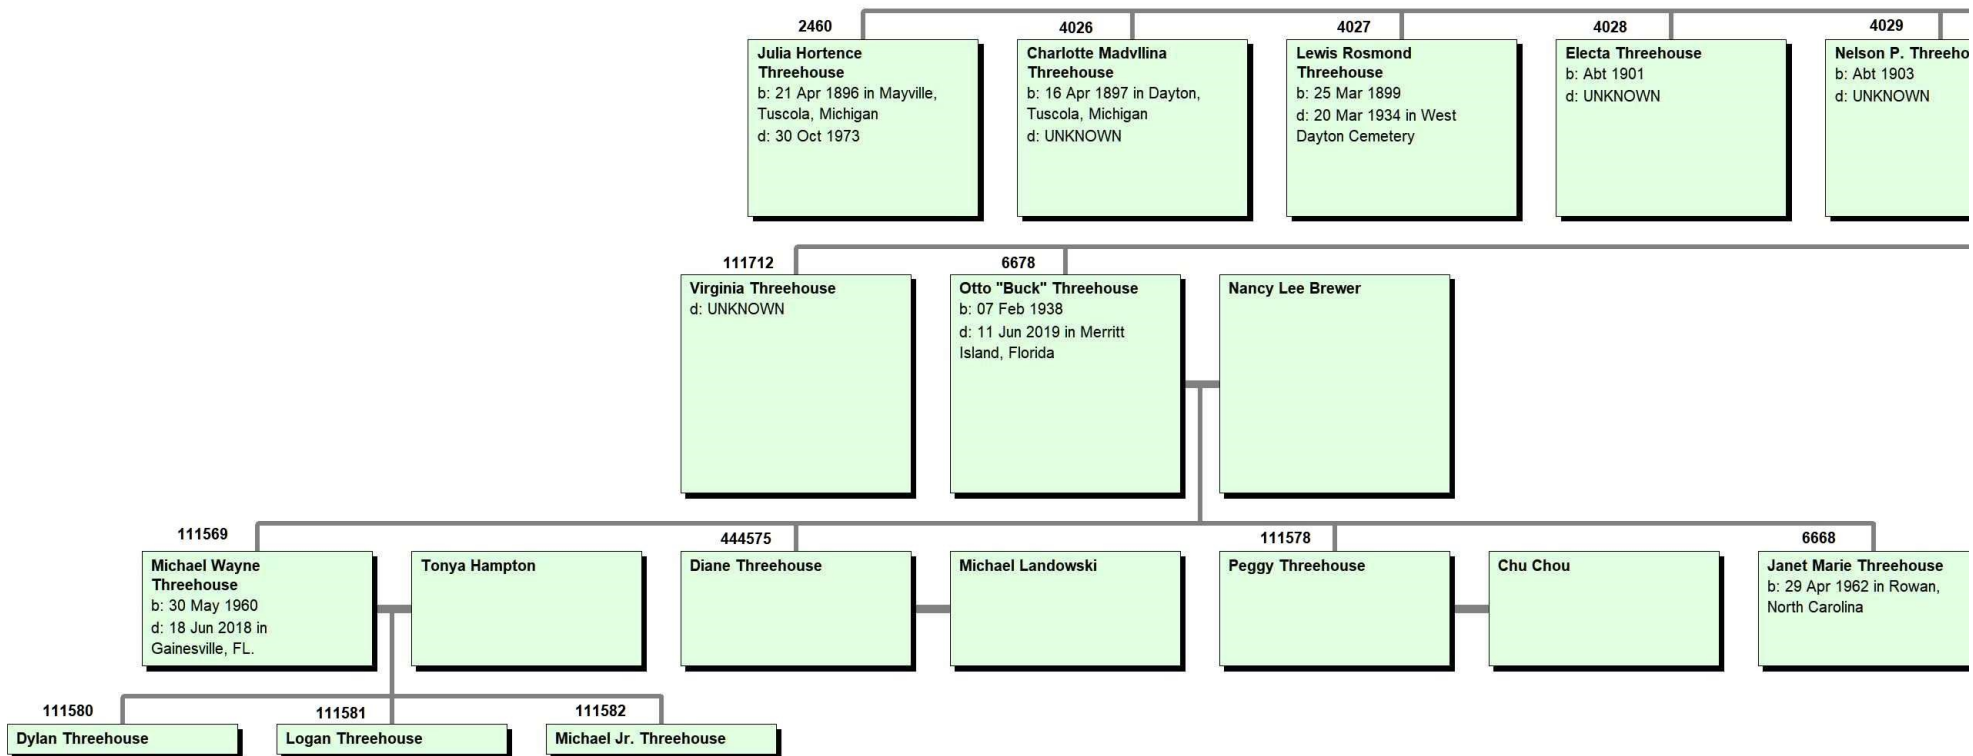 2460
Julia Hortence
Threehouse
b: 21 Apr 1896 in Mayville,
Tuscola, Michigan
d: 30 Oct 1973
4026
Charlotte Madvllina
Threehouse
b: 16 Apr 1897 in Dayton,
Tuscola, Michigan
d: UNKNOWN
4027
Lewis Rosmond
Threehouse
b: 25 Mar 1899
d: 20 Mar 1934 in West
Dayton Cemetery
4028
Electa Threehouse
b: Abt 1901
d: UNKNOWN
4029
Nelson P. Threeho
b: Abt 1903
d: UNKNOWN
111712
Virginia Threehouse
d: UNKNOWN
6678
Otto "Buck" Threehouse
b: 07 Feb 1938
d: 11 Jun 2019 in Merritt
Island, Florida
Nancy Lee Brewer
111569
Michael Wayne
Threehouse
b: 30 May 1960
d: 18 Jun 2018 in
Gainesville, FL.
Tonya Hampton
444575
Diane Threehouse
Michael Landowski
111578
Peggy Threehouse
Chu Chou
6668
Janet Marie Threehouse
b: 29 Apr 1962 in Rowan,
North Carolina
111580
Dylan Threehouse
111581
Logan Threehouse
111582
Michael Jr. Threehouse